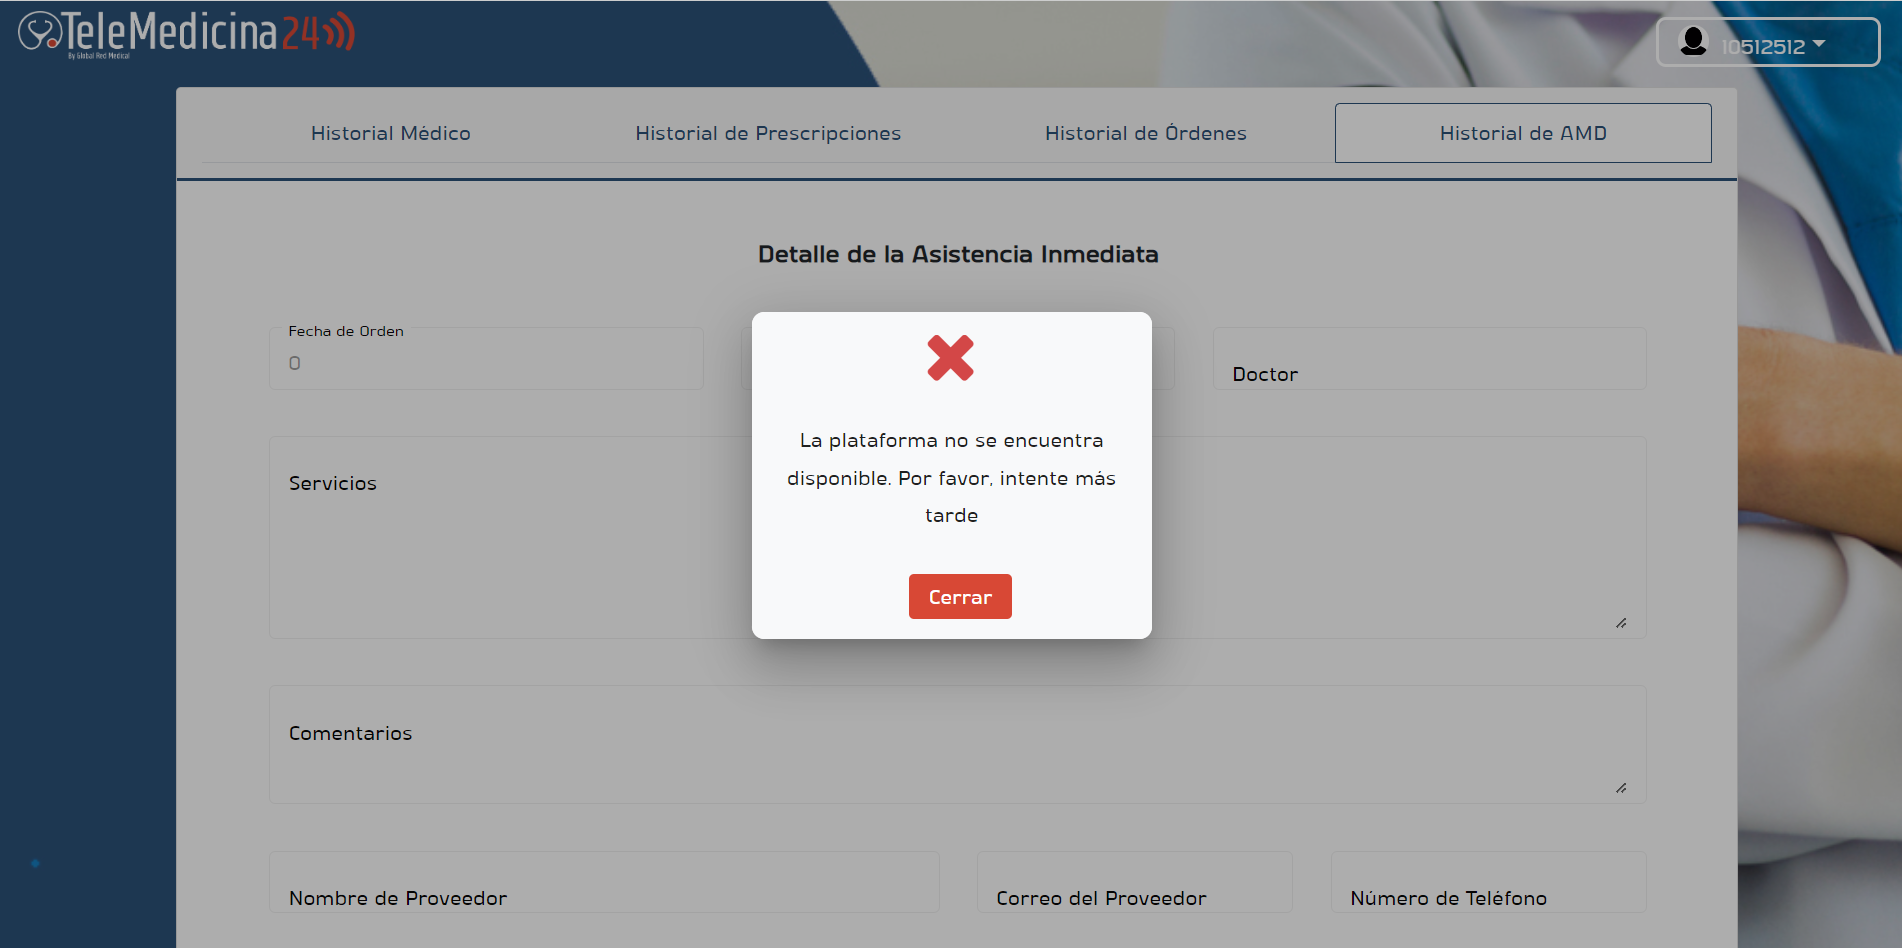 TeleMedicina24
By Global Red Medical
10512512
Historial Médico
Historial de Prescripciones
Historial de Órdenes
Historial de AMD
Detalle de la Asistencia Inmediata
Fecha de Orden
0
Doctor
La plataforma no se encuentra
disponible. Por favor, intente más
tarde
Cerrar
Servicios
Comentarios
Nombre de Proveedor
Correo del Proveedor
Número de Teléfono